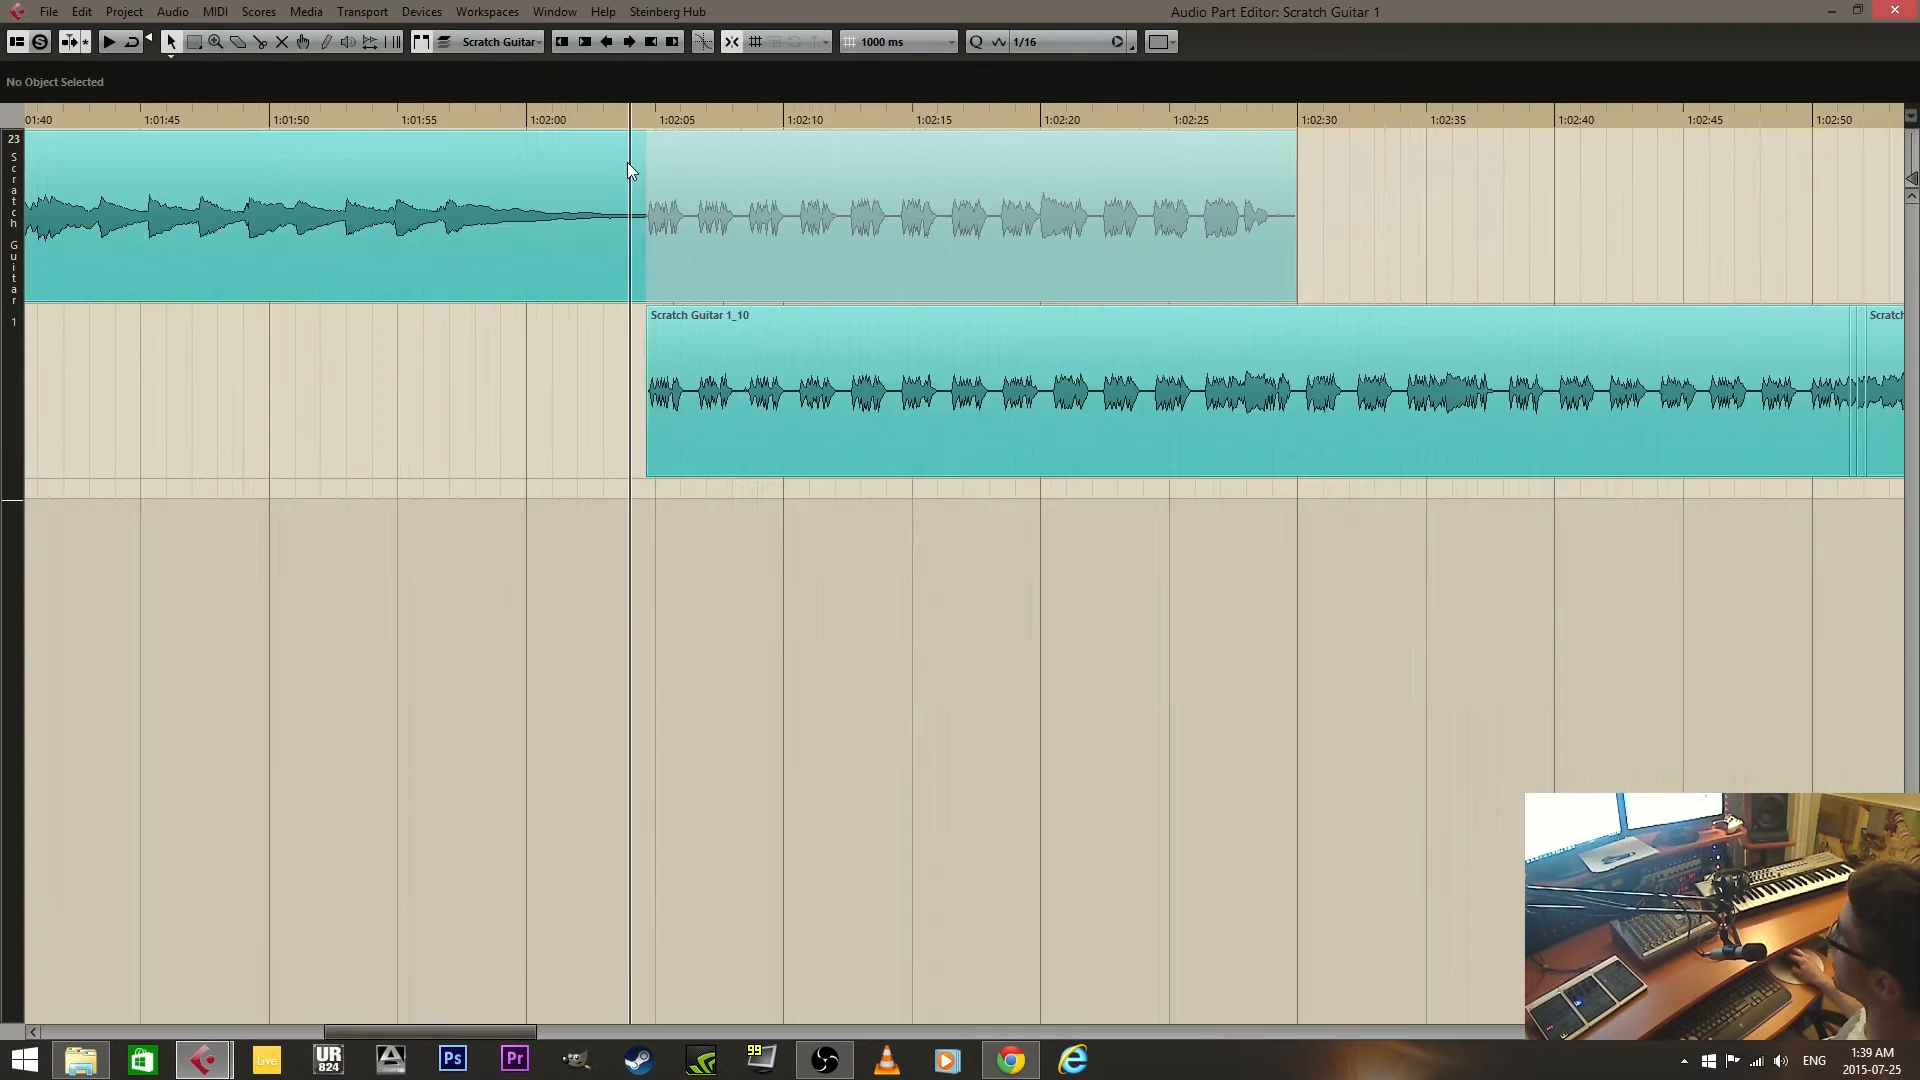 File Edit Project Audio MIDI Scores Media Transport Devices Workspaces Window Help Steinberg Hub Audio Part Editor: Scratch Guitar 1
Scratch Guitar 1000 ms Q 1/16
No Object Selected
01:40 1:01:45 1:01:50 1:01:55 1:02:00 1:02:05 1:02:10 1:02:15 1:02:20 1:02:25 1:02:30 1:02:35 1:02:40 1:02:45 1:02:50
23
Scratch Guitar 1
Scratch Guitar 1_10 Scratch
Live UR 824 Ps Pr 99 ENG 1:39 AM
2015-07-25